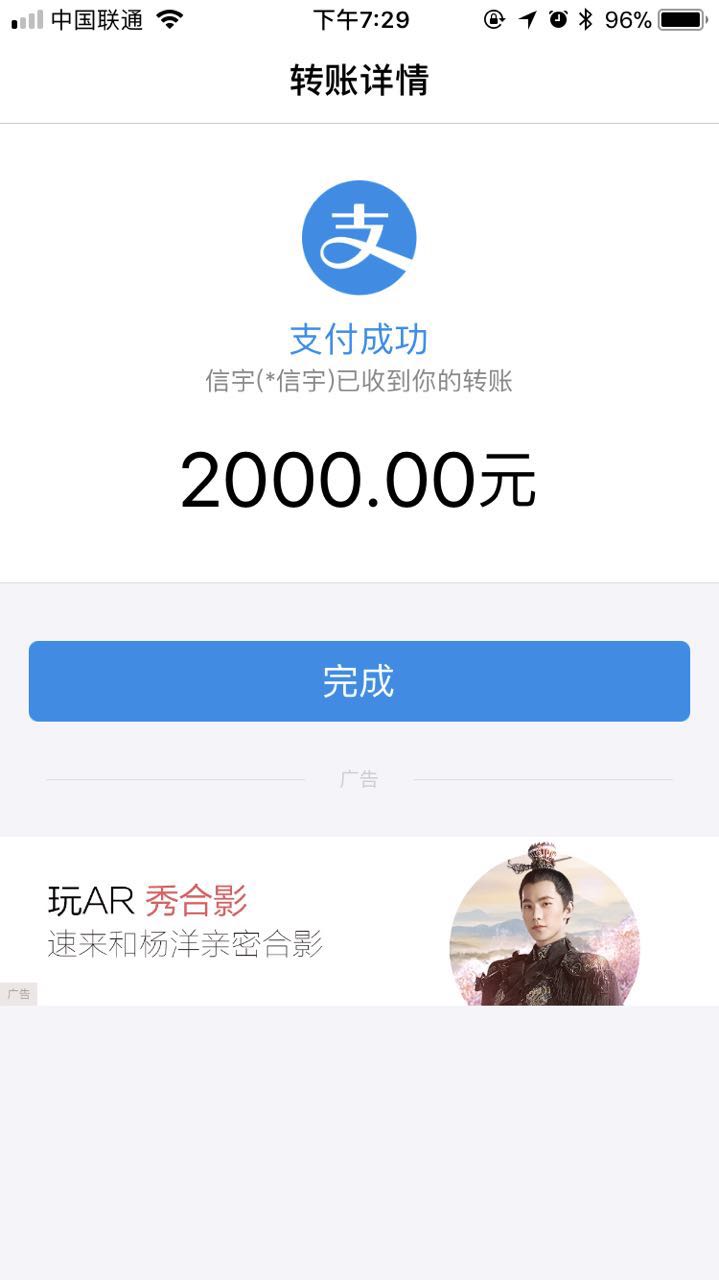 中国联通 下午7:29 96%
转账详情
支
支付成功
信宇(*信宇)已收到你的转账
2000.00元
完成
广告
玩AR 秀合影
速来和杨洋亲密合影
广告